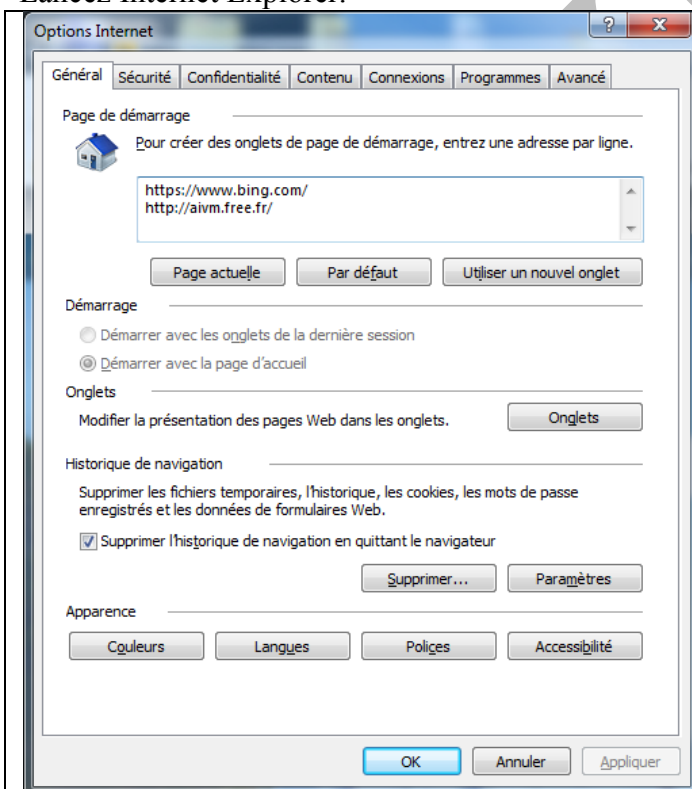 Lancez Internet Explorer.
Options Internet
?
X
Général Sécurité Confidentialité Contenu Connexions Programmes Avancé
Page de démarrage
Pour créer des onglets de page de démarrage, entrez une adresse par ligne.
https://www.bing.com/
http://aivm.free.fr/
Page actuelle Par défaut Utiliser un nouvel onglet
Démarrage
Démarrer avec les onglets de la dernière session
Démarrer avec la page d'accueil
Onglets
Modifier la présentation des pages Web dans les onglets. Onglets
Historique de navigation
Supprimer les fichiers temporaires, l'historique, les cookies, les mots de passe
enregistrés et les données de formulaires Web.
Supprimer l'historique de navigation en quittant le navigateur
Supprimer... Paramètres
Apparence
Couleurs Langues Polices Accessibilité
OK Annuler Appliquer